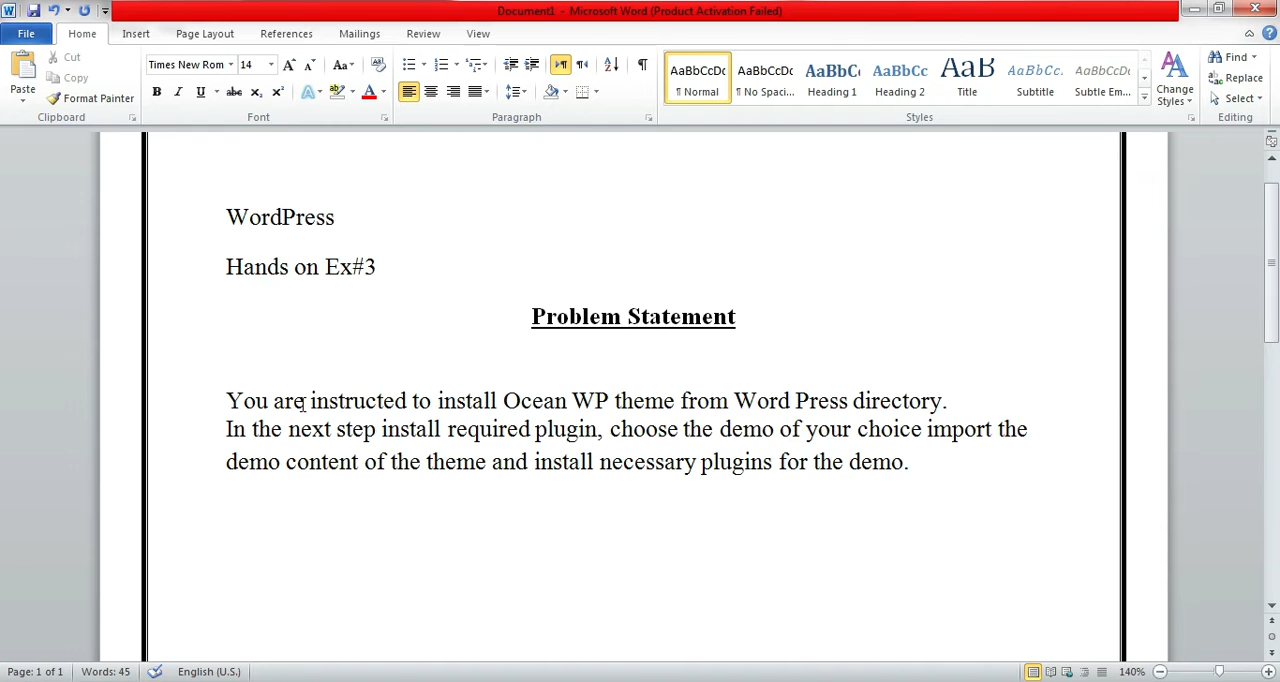 Document1 - Microsoft Word (Product Activation Failed)
File Home Insert Page Layout References Mailings Review View
Cut
Copy
Format Painter
Paste
Clipboard
Times New Rom 14
Font
Paragraph
AaBbCcDc AaBbCcDc AaBbCc AaBbCc AaB AaBbCc. AaBbCcDc
¶ Normal ¶ No Spaci... Heading 1 Heading 2 Title Subtitle Subtle Em...
Styles
Change Styles
Find
Replace
Select
Editing
WordPress
Hands on Ex#3
Problem Statement
You are instructed to install Ocean WP theme from Word Press directory.
In the next step install required plugin, choose the demo of your choice import the
demo content of the theme and install necessary plugins for the demo.
Page: 1 of 1 Words: 45 English (U.S.) 140%